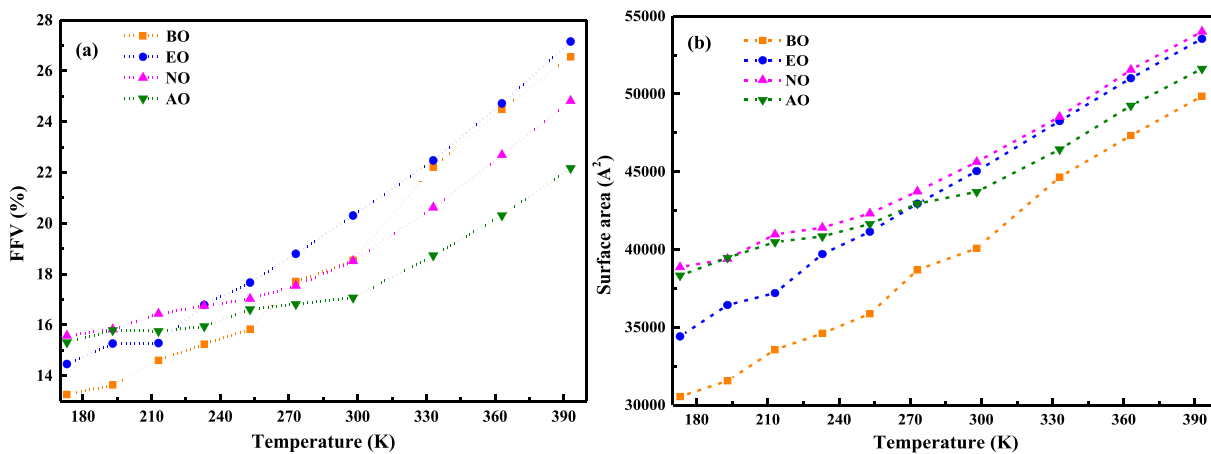 (a)
BO
EO
NO
AO
FFV (%)
28
26
24
22
20
18
16
14
180
210
240
270
300
330
360
390
Temperature (K)
(b)
BO
EO
NO
AO
Surface area (A²)
55000
50000
45000
40000
35000
30000
180
210
240
270
300
330
360
390
Temperature (K)